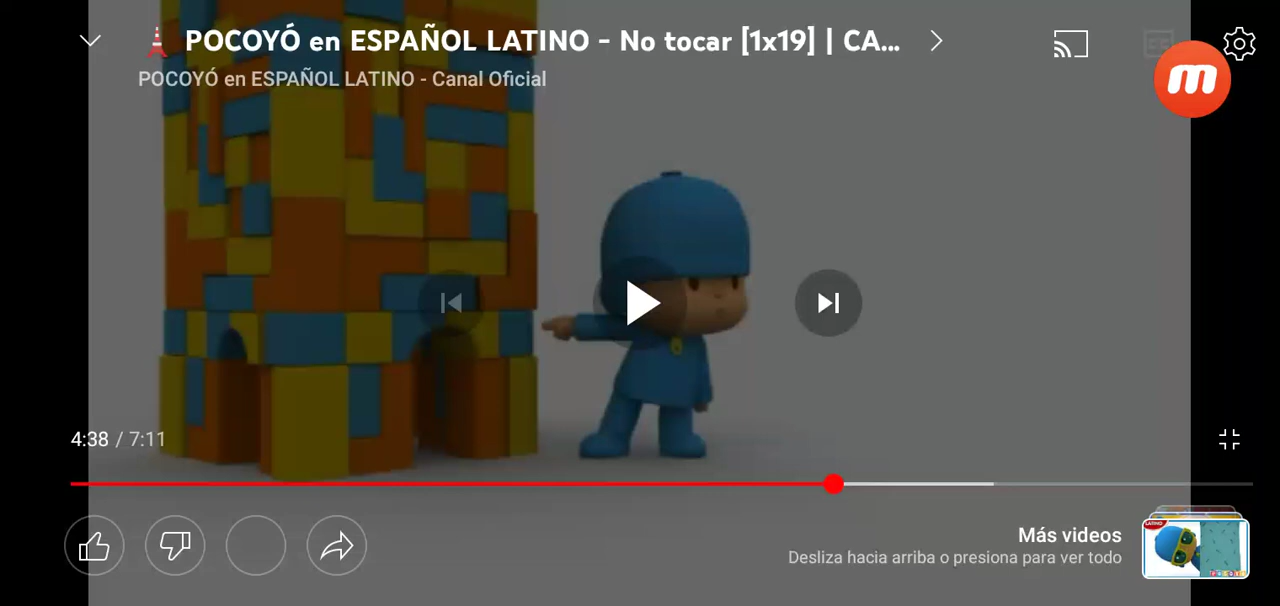 POCOYÓ en ESPAÑOL LATINO - No tocar [1x19] | CA...
POCOYÓ en ESPAÑOL LATINO - Canal Oficial
4:38 / 7:11
Más videos
Desliza hacia arriba o presiona para ver todo
LATINO